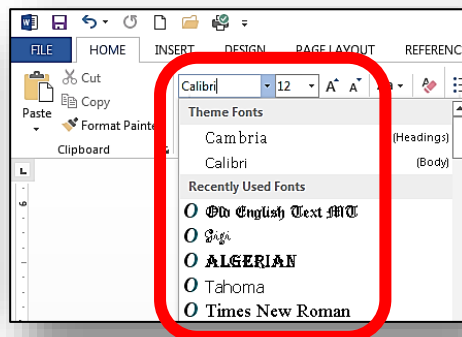 FILE HOME INSERT DESIGN PAGE LAYOUT REFERENC
Cut
Copy
Format Painte
Paste
Clipboard
Calibri 12 A A
Theme Fonts
Cambria (Headings)
Calibri (Body)
Recently Used Fonts
O Old English Text MT
O Gigi
O ALGERIAN
O Tahoma
O Times New Roman